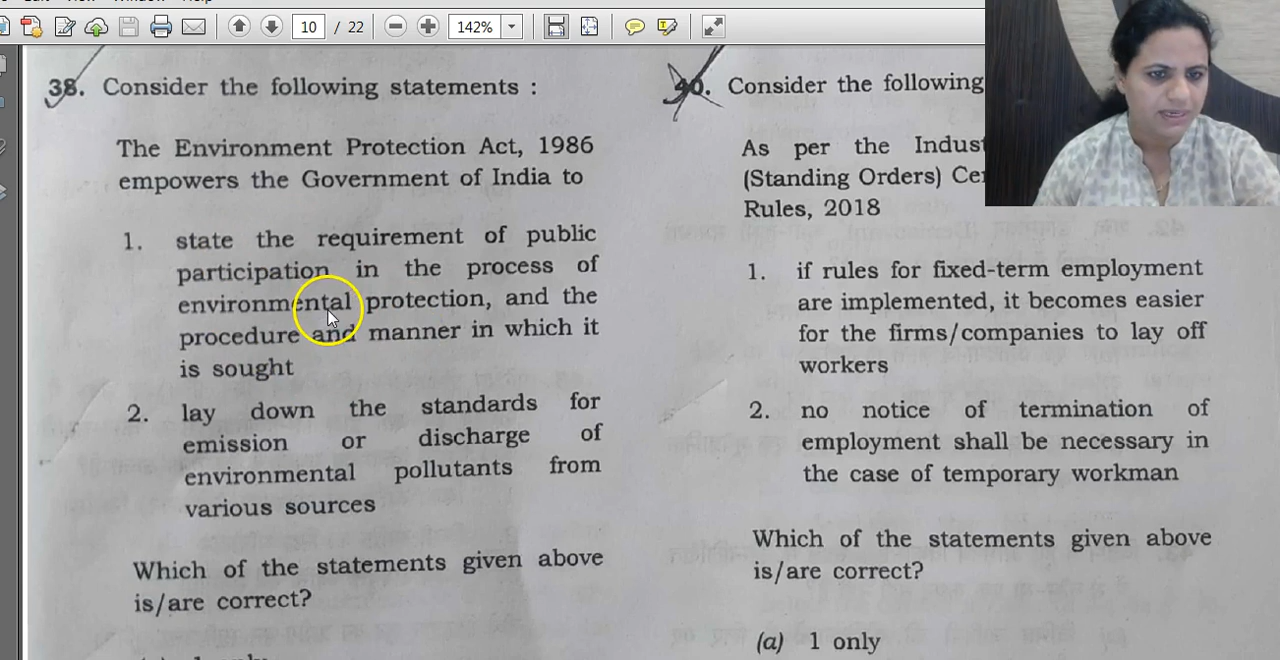 10 / 22
142%
38. Consider the following statements :
The Environment Protection Act, 1986
empowers the Government of India to
1. state the requirement of public
participation in the process of
environmental protection, and the
procedure and manner in which it
is sought
2. lay down the standards for
emission or discharge of
environmental pollutants from
various sources
Which of the statements given above
is/are correct?
40. Consider the following
As per the Indust
(Standing Orders) Cen
Rules, 2018
1. if rules for fixed-term employment
are implemented, it becomes easier
for the firms/companies to lay off
workers
2. no notice of termination of
employment shall be necessary in
the case of temporary workman
Which of the statements given above
is/are correct?
(a) 1 only